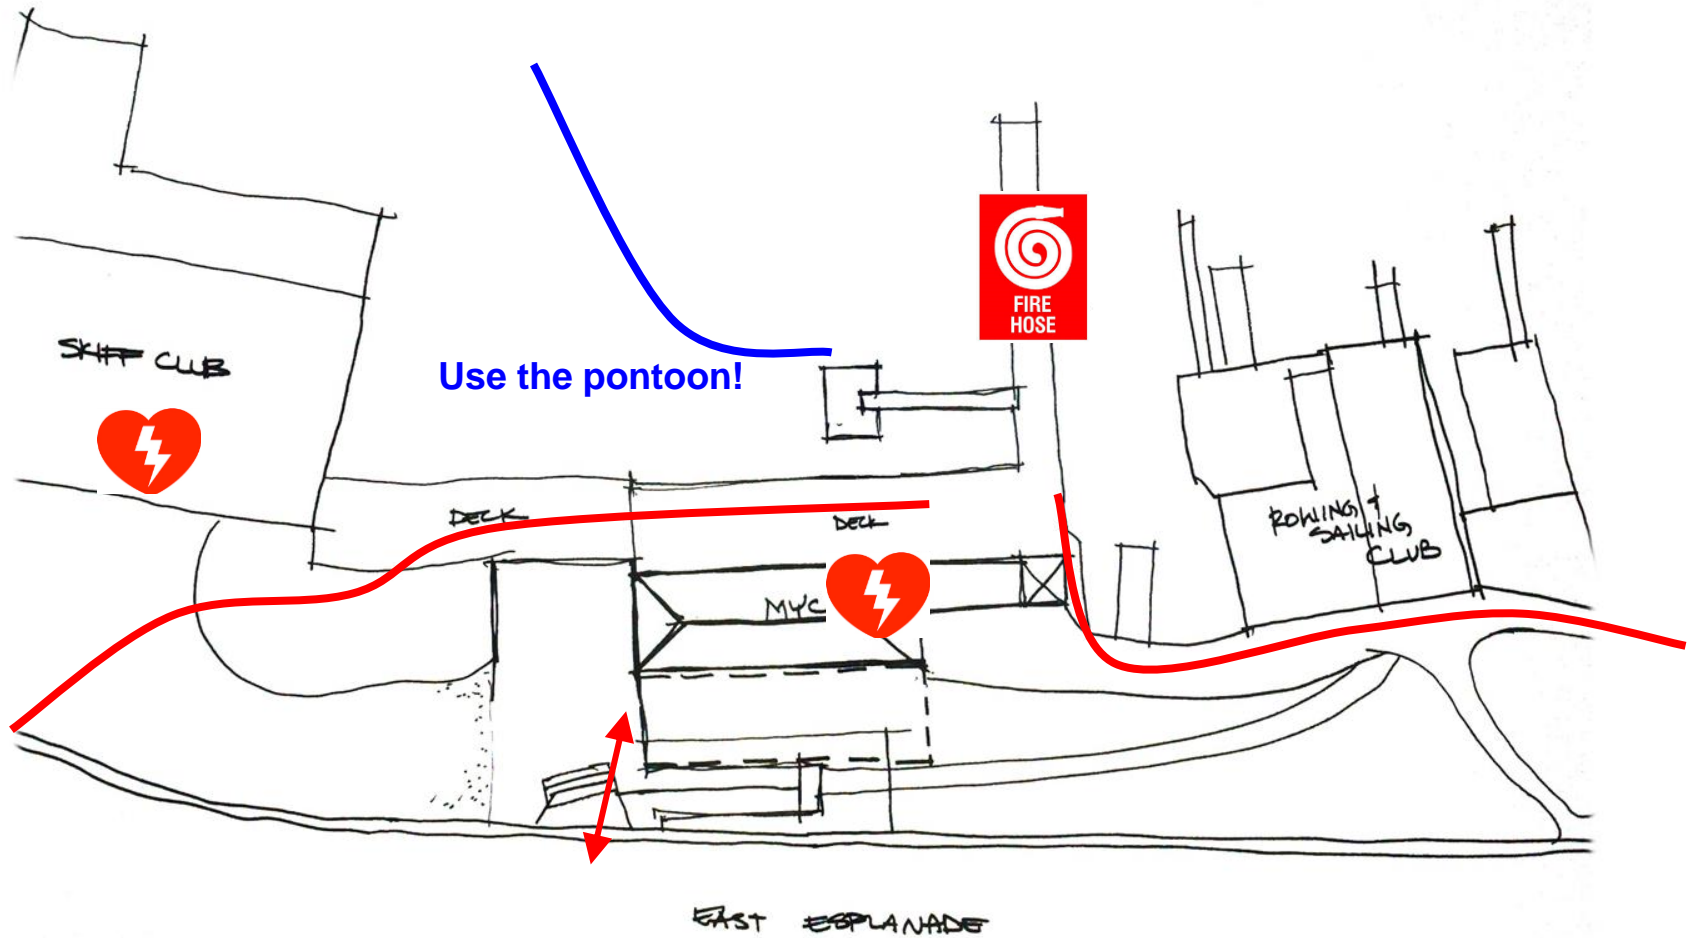 FIRE
HOSE
SKIFF CLUB
Use the pontoon!
DECK
DECK
ROWING &
SAILING
CLUB
MYC
EAST ESPLANADE